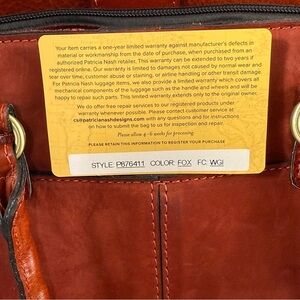 Your item carries a one-year limited warranty against manufacturer's defects in
material or workmanship from the date of purchase, when purchased from an
authorized Patricia Nash retailer. This warranty can be extended to two years if
registered online. Our warranty is limited to damages not caused by normal wear and
tear over time, customer abuse or staining, or airline handling or other transit damage.
For Patricia Nash luggage items, we also provide a limited warranty which covers all
mechanical components of the luggage such as the handle and wheels and will be
happy to repair such parts. This limited warranty extends only to the original owner.
We do offer free repair services to our registered products under
warranty whenever possible. Please contact customer service at
cs@patricianashdesigns.com with any questions and for instructions
on how to submit the bag to us for inspection and repair.
Please allow 4-6 weeks for processing.
PLEASE RETAIN THIS INFORMATION TO REGISTER YOUR PURCHASE
STYLE: P876411 COLOR: FOX FC: WGI